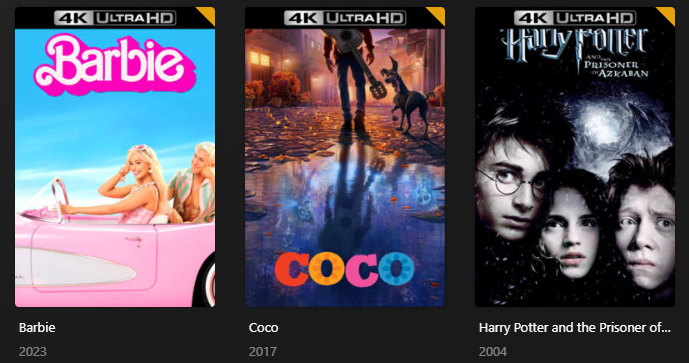 4K ULTRA HD
4K ULTRA HD
4K ULTRA HD
Barbie
COCO
Harry Potter
AND THE
PRISONER
OF AZKABAN
Barbie
2023
Coco
2017
Harry Potter and the Prisoner of...
2004